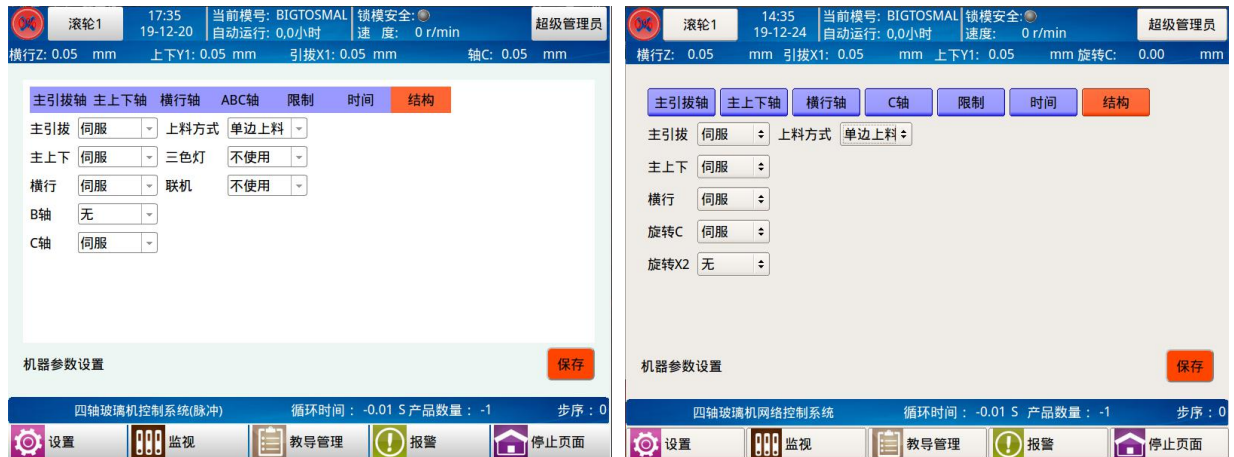 滚轮1
17:35
19-12-20
当前模号: BIGTOSMAL
自动运行: 0,0小时
锁模安全:
速 度: 0 r/min
超级管理员
横行Z: 0.05 mm 上下Y1: 0.05 mm 引拔X1: 0.05 mm 轴C: 0.05 mm
主引拔轴 主上下轴 横行轴 ABC轴 限制 时间 结构
主引拔 伺服 上料方式 单边上料
主上下 伺服 三色灯 不使用
横行 伺服 联机 不使用
B轴 无
C轴 伺服
机器参数设置 保存
四轴玻璃机控制系统(脉冲) 循环时间: -0.01 S 产品数量: -1 步序: 0
设置 监视 教导管理 报警 停止页面
滚轮1
14:35
19-12-24
当前模号: BIGTOSMAL
自动运行: 0,0小时
锁模安全:
速度: 0 r/min
超级管理员
横行Z: 0.05 mm 引拔X1: 0.05 mm 上下Y1: 0.05 mm 旋转C: 0.00 mm
主引拔轴 主上下轴 横行轴 C轴 限制 时间 结构
主引拔 伺服 上料方式 单边上料
主上下 伺服
横行 伺服
旋转C 伺服
旋转X2 无
机器参数设置 保存
四轴玻璃机网络控制系统 循环时间: -0.01 S 产品数量: -1 步序: 0
设置 监视 教导管理 报警 停止页面